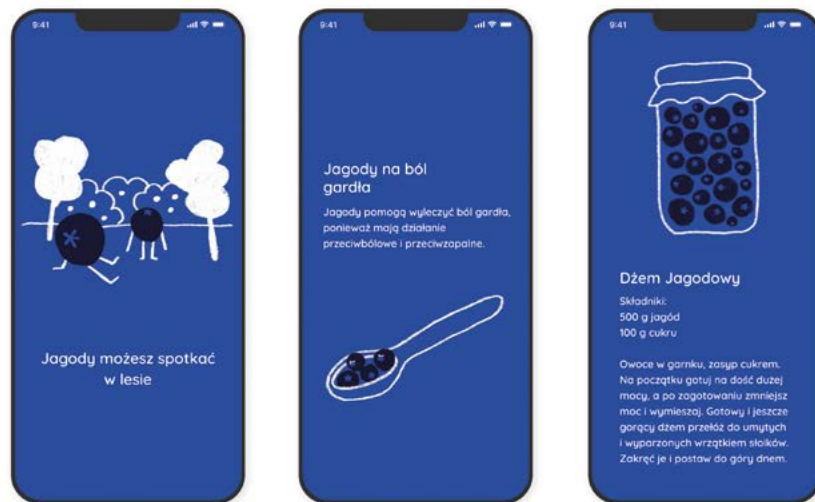 9:41
Jagody możesz spotkać
w lesie
9:41
Jagody na ból
gardła
Jagody pomogą wyleczyć ból gardła,
ponieważ mają działanie
przeciwbólowe i przeciwzapalne.
9:41
Dżem Jagodowy
Składniki:
500 g jagód
100 g cukru
Owoce w garnku, zasyp cukrem.
Na początku gotuj na dość dużej
mocy, a po zagotowaniu zmniejsz
moc i wymieszaj. Gotowy i jeszcze
gorący dżem przełóż do umytych
i wyparzonych wrzątkiem słoików.
Zakręć je i postaw do góry dnem.